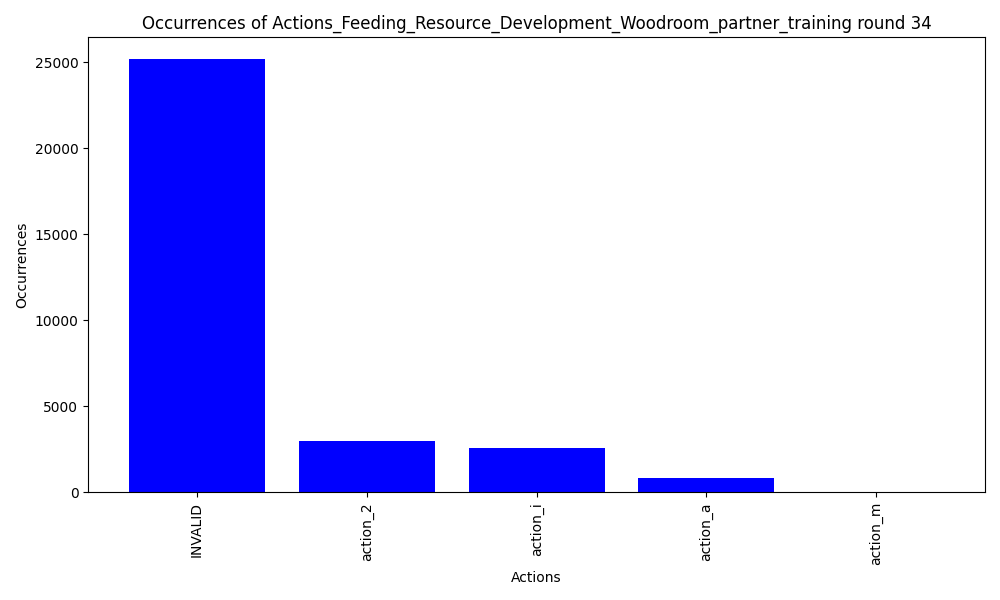 Occurrences of Actions_Feeding_Resource_Development_Woodroom_partner_training round 34
25000
20000
15000
10000
5000
0
Occurrences
INVALID
action_2
action_i
action_a
action_m
Actions